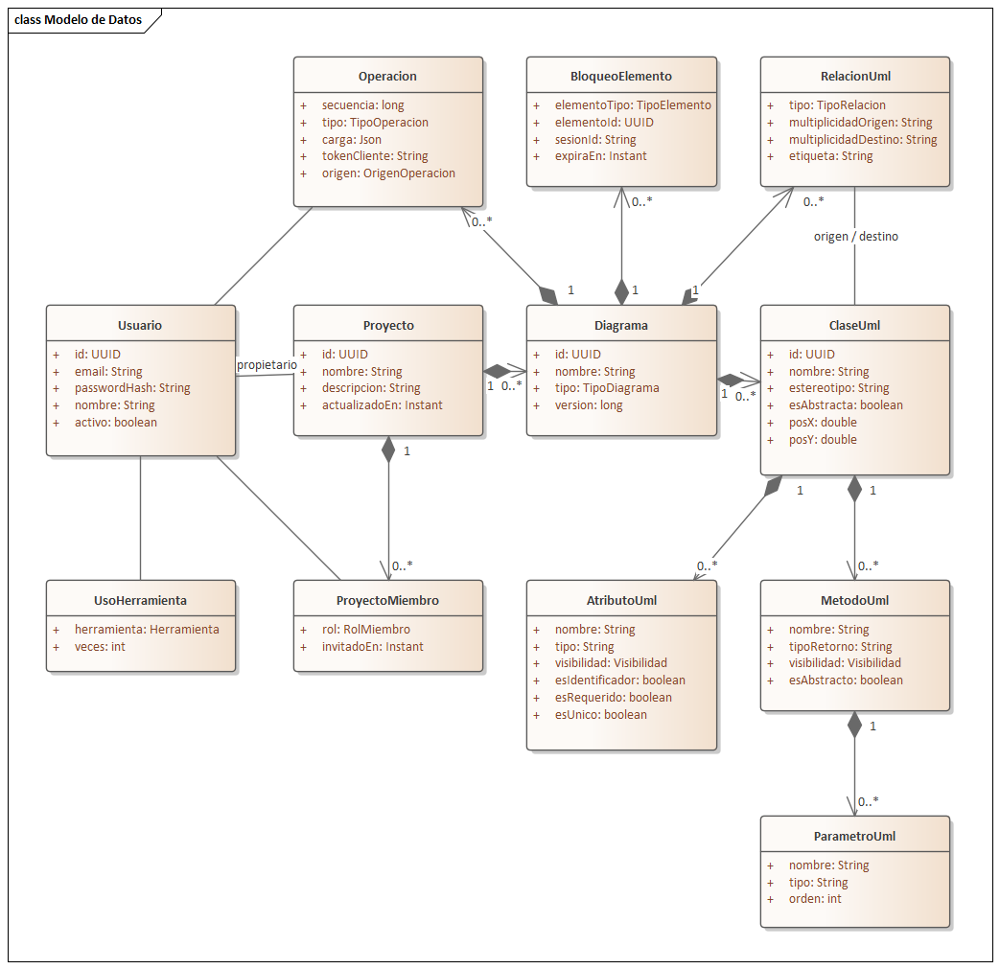 class Modelo de Datos
Operacion
+ secuencia: long
+ tipo: TipoOperacion
+ carga: Json
+ tokenCliente: String
+ origen: OrigenOperacion
BloqueoElemento
+ elementoTipo: TipoElemento
+ elementoId: UUID
+ sesionId: String
+ expiraEn: Instant
RelacionUml
+ tipo: TipoRelacion
+ multiplicidadOrigen: String
+ multiplicidadDestino: String
+ etiqueta: String
0..*
0..*
0..*
origen / destino
1
1
1
Usuario
+ id: UUID
+ email: String
+ passwordHash: String
+ nombre: String
+ activo: boolean
propietario
Proyecto
+ id: UUID
+ nombre: String
+ descripcion: String
+ actualizadoEn: Instant
1 0..*
Diagrama
+ id: UUID
+ nombre: String
+ tipo: TipoDiagrama
+ version: long
1 0..*
ClaseUml
+ id: UUID
+ nombre: String
+ estereotipo: String
+ esAbstracta: boolean
+ posX: double
+ posY: double
1
1
1
0..*
0..*
0..*
UsoHerramienta
+ herramienta: Herramienta
+ veces: int
ProyectoMiembro
+ rol: RolMiembro
+ invitadoEn: Instant
AtributoUml
+ nombre: String
+ tipo: String
+ visibilidad: Visibilidad
+ esIdentificador: boolean
+ esRequerido: boolean
+ esUnico: boolean
MetodoUml
+ nombre: String
+ tipoRetorno: String
+ visibilidad: Visibilidad
+ esAbstracto: boolean
1
0..*
ParametroUml
+ nombre: String
+ tipo: String
+ orden: int